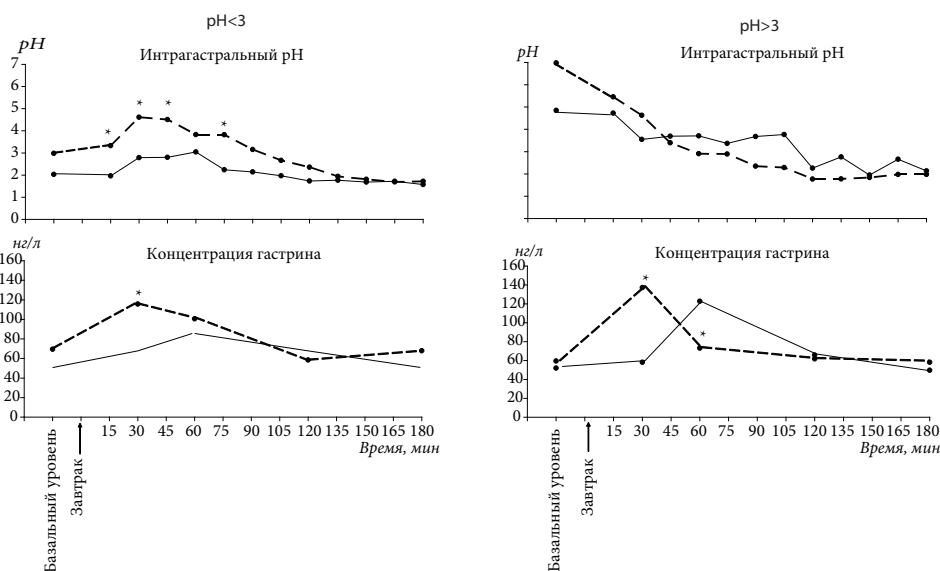 pH<3
pH
Интрагастральный pH
7
6
5
4
3
2
1
0
*
*
*
*
нг/л
Концентрация гастрина
160
140
120
100
80
60
40
20
0
*
15 30 45 60 75 90 105 120 135 150 165 180
Время, мин
Базальный уровень
Завтрак
pH>3
pH
Интрагастральный pH
Концентрация гастрина
нг/л
160
140
120
100
80
60
40
20
0
*
*
15 30 45 60 75 90 105 120 135 150 165 180
Время, мин
Базальный уровень
Завтрак